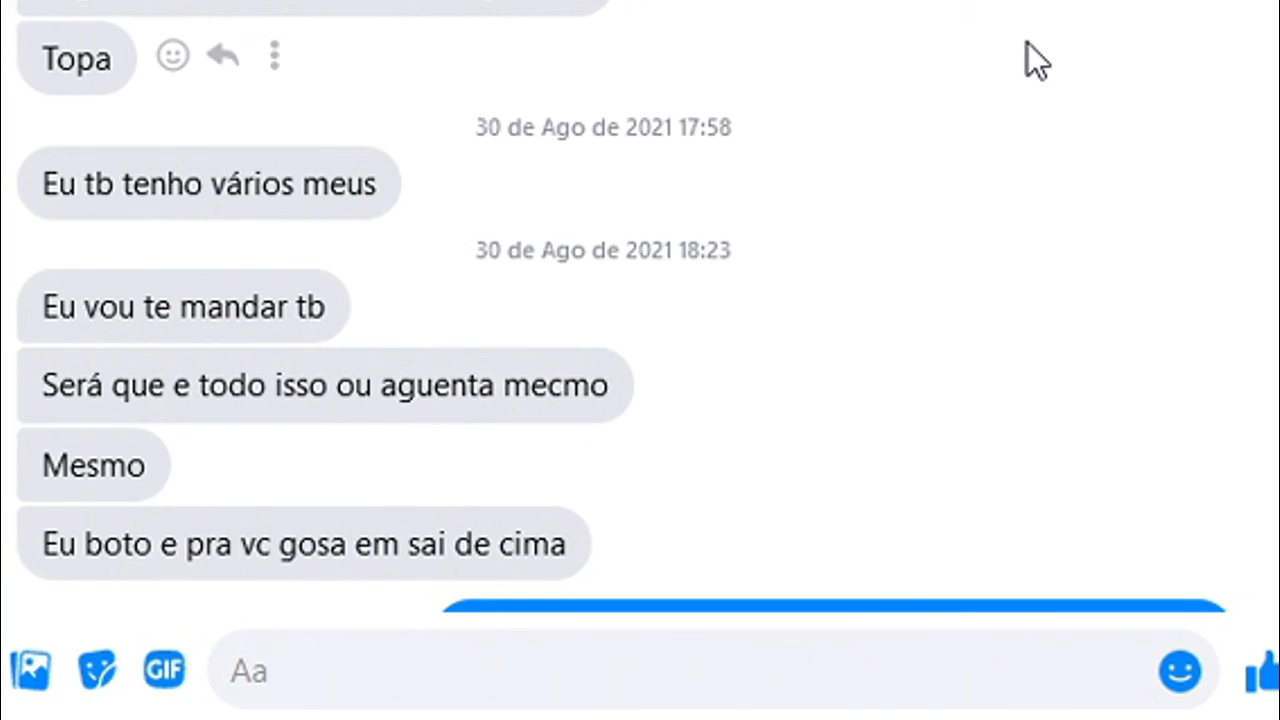 Topa
30 de Ago de 2021 17:58
Eu tb tenho vários meus
30 de Ago de 2021 18:23
Eu vou te mandar tb
Será que e todo isso ou aguenta mecmo
Mesmo
Eu boto e pra vc gosa em sai de cima
GIF
Aa